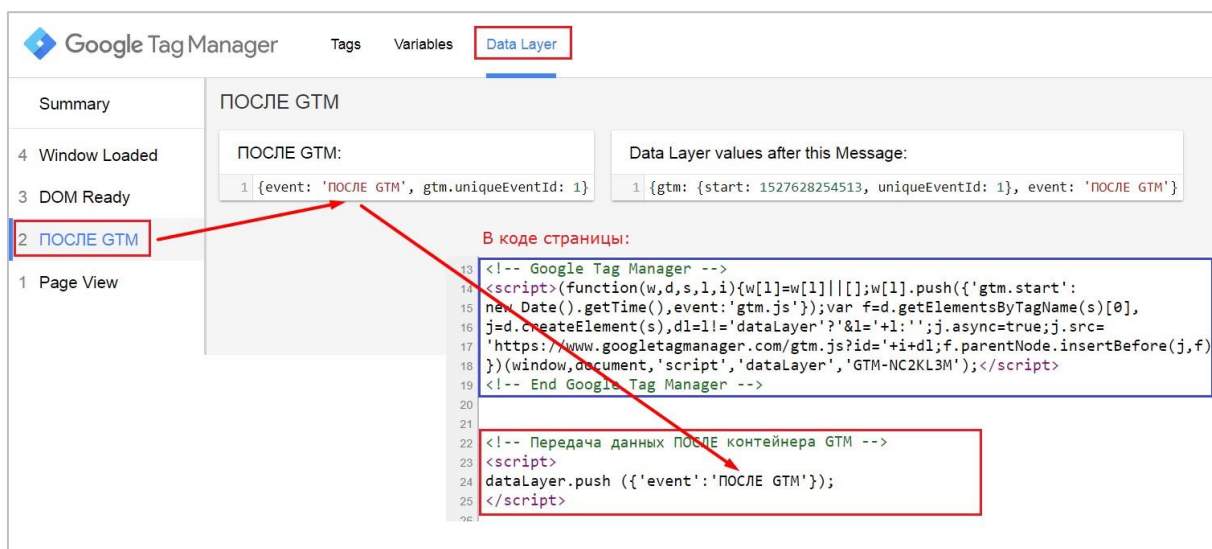 Google Tag Manager Tags Variables Data Layer
Summary
ПОСЛЕ GTM
4 Window Loaded
3 DOM Ready
2 ПОСЛЕ GTM
1 Page View
ПОСЛЕ GTM:
1 {event: 'ПОСЛЕ GTM', gtm.uniqueEventId: 1}
Data Layer values after this Message:
1 {gtm: {start: 1527628254513, uniqueEventId: 1}, event: 'ПОСЛЕ GTM'}
В коде страницы:
13 <!-- Google Tag Manager -->
14 <script>(function(w,d,s,l,i){w[l]=w[l]||[];w[l].push({'gtm.start':
15 new Date().getTime(),event:'gtm.js'});var f=d.getElementsByTagName(s)[0],
16 j=d.createElement(s),dl=l!='dataLayer'?'&l='+l:'';j.async=true;j.src=
17 'https://www.googletagmanager.com/gtm.js?id='+i+dl;f.parentNode.insertBefore(j,f)
18 })(window,document,'script','dataLayer','GTM-NC2KL3M');</script>
19 <!-- End Google Tag Manager -->
20
21
22 <!-- Передача данных ПОСЛЕ контейнера GTM -->
23 <script>
24 dataLayer.push ({'event':'ПОСЛЕ GTM'});
25 </script>
26